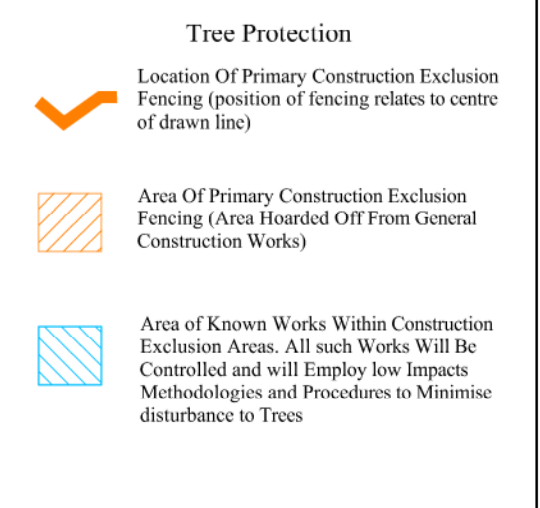 Tree Protection
Location Of Primary Construction Exclusion
Fencing (position of fencing relates to centre
of drawn line)
Area Of Primary Construction Exclusion
Fencing (Area Hoarded Off From General
Construction Works)
Area of Known Works Within Construction
Exclusion Areas. All such Works Will Be
Controlled and will Employ low Impacts
Methodologies and Procedures to Minimise
disturbance to Trees